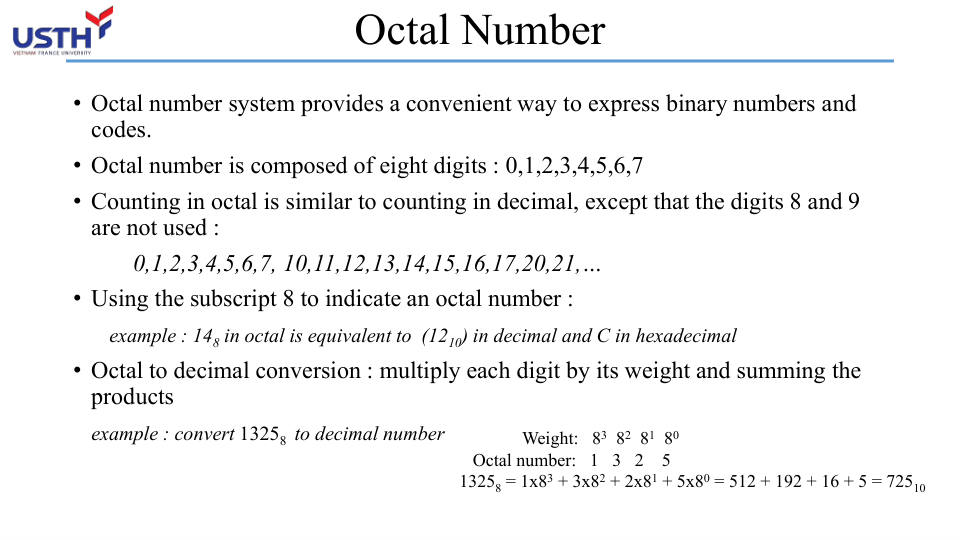 USTH
VIETNAM FRANCE UNIVERSITY
Octal Number
• Octal number system provides a convenient way to express binary numbers and
codes.
• Octal number is composed of eight digits : 0,1,2,3,4,5,6,7
• Counting in octal is similar to counting in decimal, except that the digits 8 and 9
are not used :
0,1,2,3,4,5,6,7, 10,11,12,13,14,15,16,17,20,21,…
• Using the subscript 8 to indicate an octal number :
example : 14₈ in octal is equivalent to (12₁₀) in decimal and C in hexadecimal
• Octal to decimal conversion : multiply each digit by its weight and summing the
products
example : convert 1325₈ to decimal number
Weight: 8³ 8² 8¹ 8⁰
Octal number: 1 3 2 5
1325₈ = 1x8³ + 3x8² + 2x8¹ + 5x8⁰ = 512 + 192 + 16 + 5 = 725₁₀